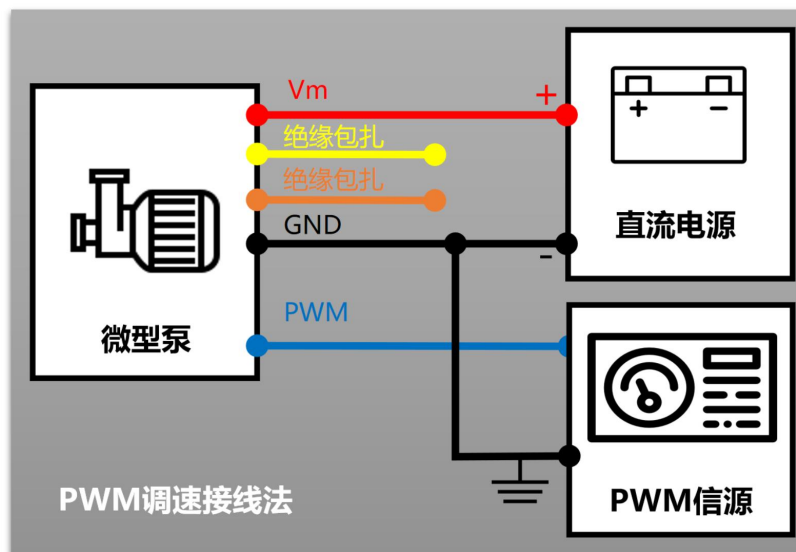 Vm
+
绝缘包扎
绝缘包扎
GND
-
PWM
微型泵
+ -
直流电源
PWM信源
PWM调速接线法